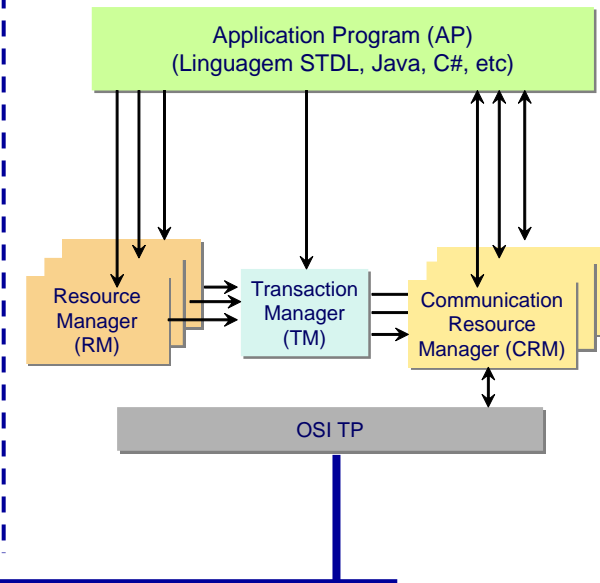 Application Program (AP)
(Linguagem STDL, Java, C#, etc)
Resource
Manager
(RM)
Transaction
Manager
(TM)
Communication
Resource
Manager (CRM)
OSI TP